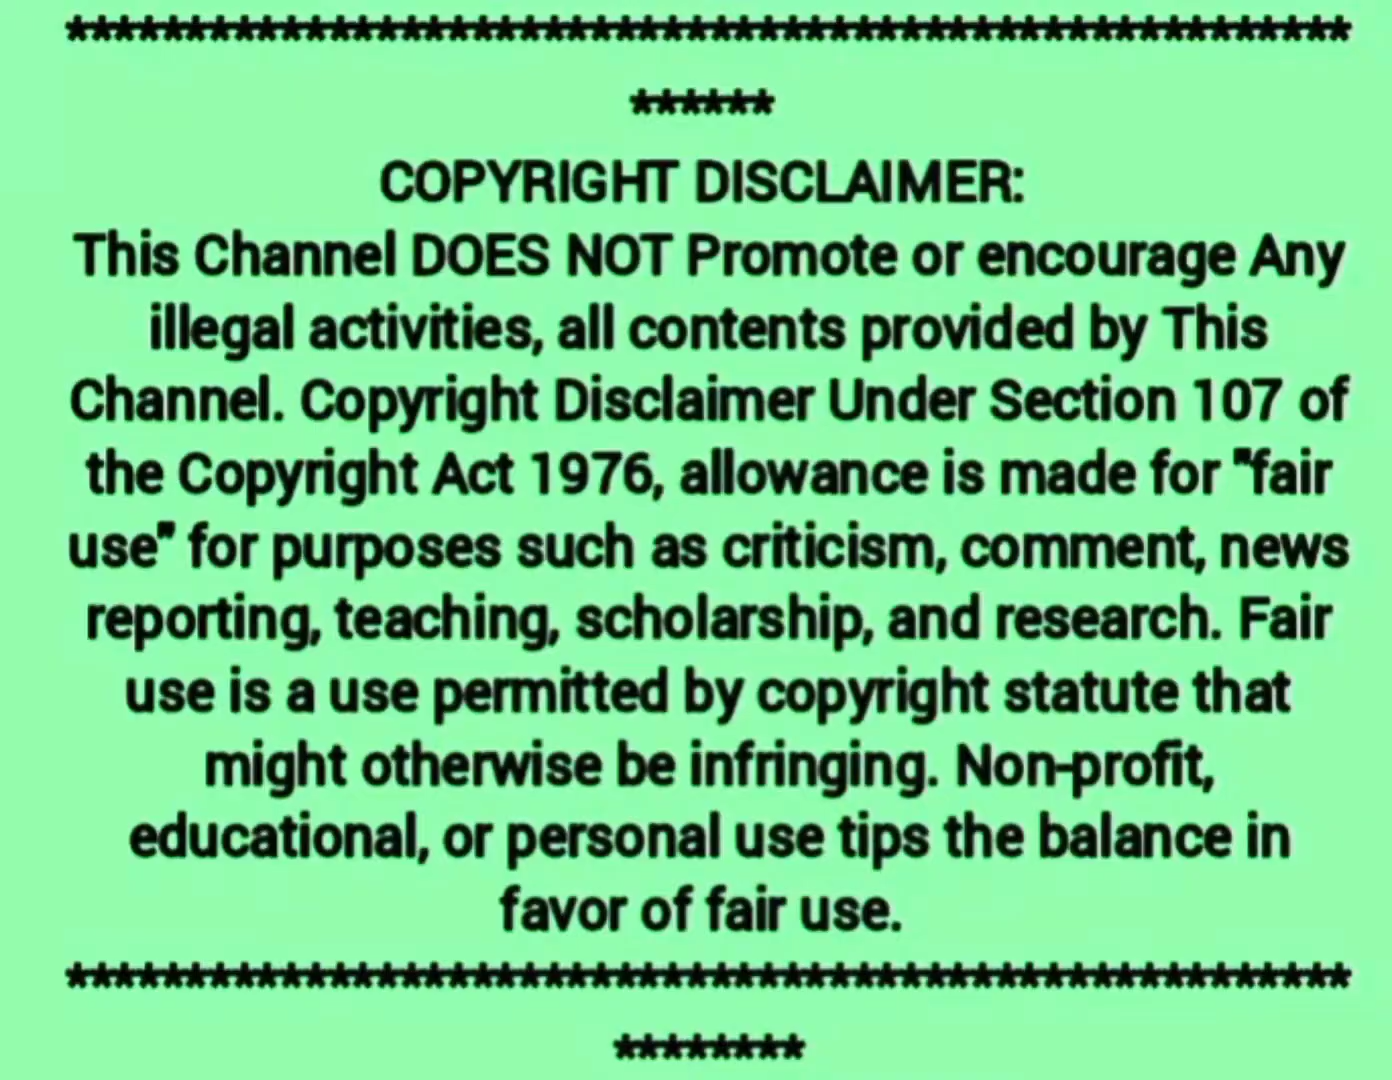 *****************************************************
******
COPYRIGHT DISCLAIMER:
This Channel DOES NOT Promote or encourage Any
illegal activities, all contents provided by This
Channel. Copyright Disclaimer Under Section 107 of
the Copyright Act 1976, allowance is made for "fair
use" for purposes such as criticism, comment, news
reporting, teaching, scholarship, and research. Fair
use is a use permitted by copyright statute that
might otherwise be infringing. Non-profit,
educational, or personal use tips the balance in
favor of fair use.
*****************************************************
********